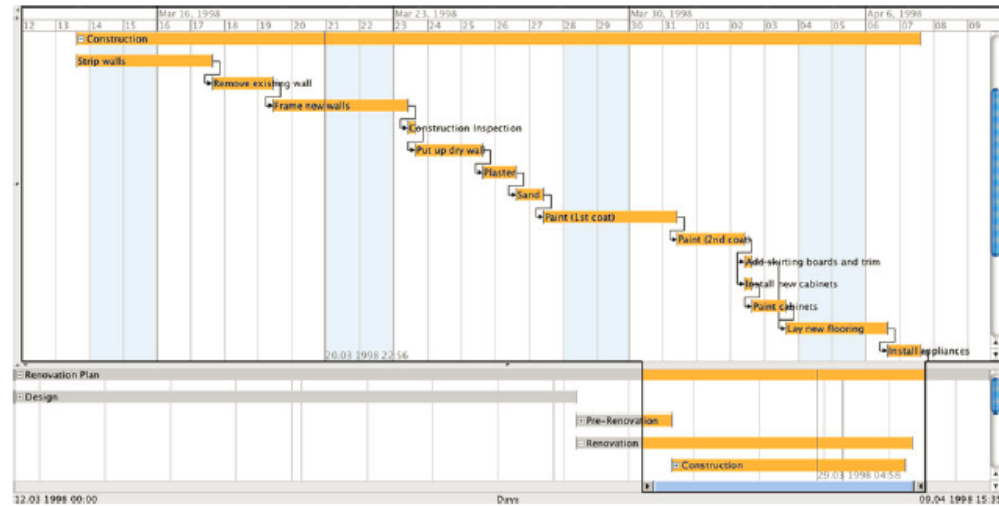 Mar 16, 1998 Mar 23, 1998 Mar 30, 1998 Apr 6, 1998
12 13 14 15 16 17 18 19 20 21 22 23 24 25 26 27 28 29 30 31 01 02 03 04 05 06 07 08 09
Construction
Strip walls
Remove existing wall
Frame new walls
Construction Inspection
Put up dry wall
Plaster
Sand
Paint (1st coat)
Paint (2nd coat)
Add skirting boards and trim
Install new cabinets
Paint cabinets
Lay new flooring
Install appliances
20.03 1998 22:56
Renovation Plan
Design
Pre-Renovation
Renovation
Construction
29.03 1998 04:58
12.03 1998 00:00 Days 09.04 1998 15:35